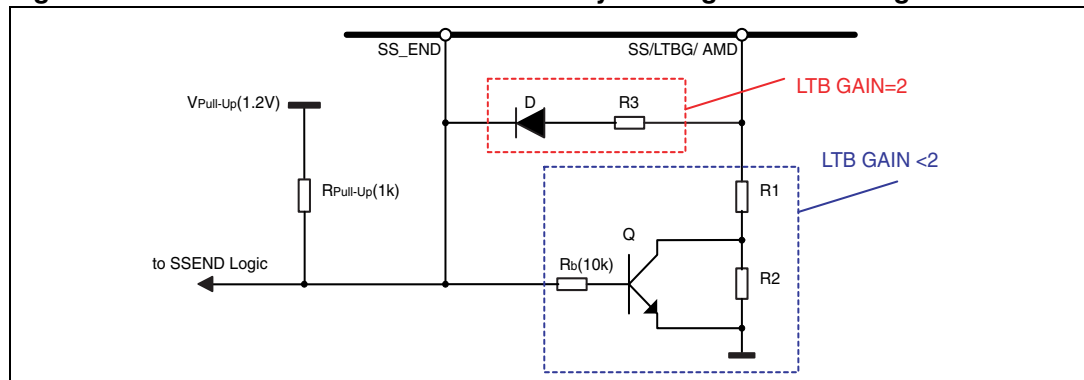 SS_END
SS/LTBG/ AMD
LTB GAIN=2
D
R3
VPull-Up(1.2V)
LTB GAIN <2
RPull-Up(1k)
R1
Q
to SSEND Logic
Rb(10k)
R2